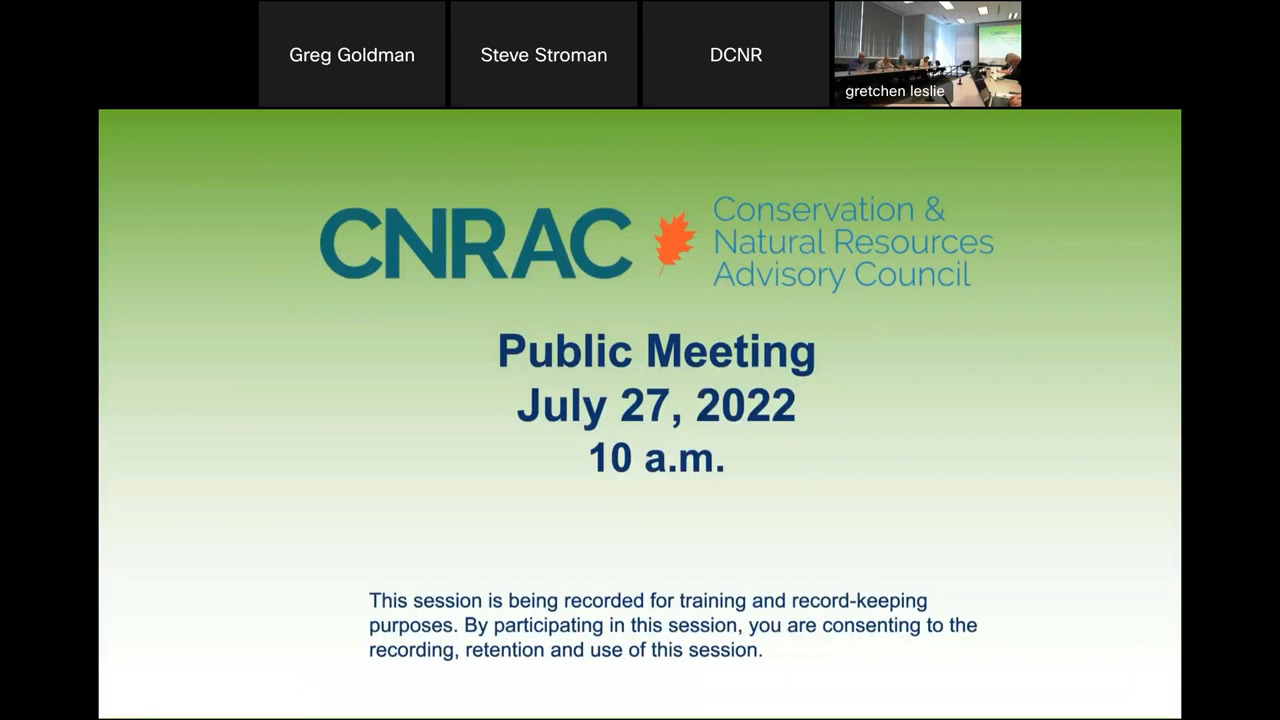 Greg Goldman
Steve Stroman
DCNR
gretchen leslie
CNRAC
Conservation &
Natural Resources
Advisory Council
Public Meeting
July 27, 2022
10 a.m.
This session is being recorded for training and record-keeping
purposes. By participating in this session, you are consenting to the
recording, retention and use of this session.